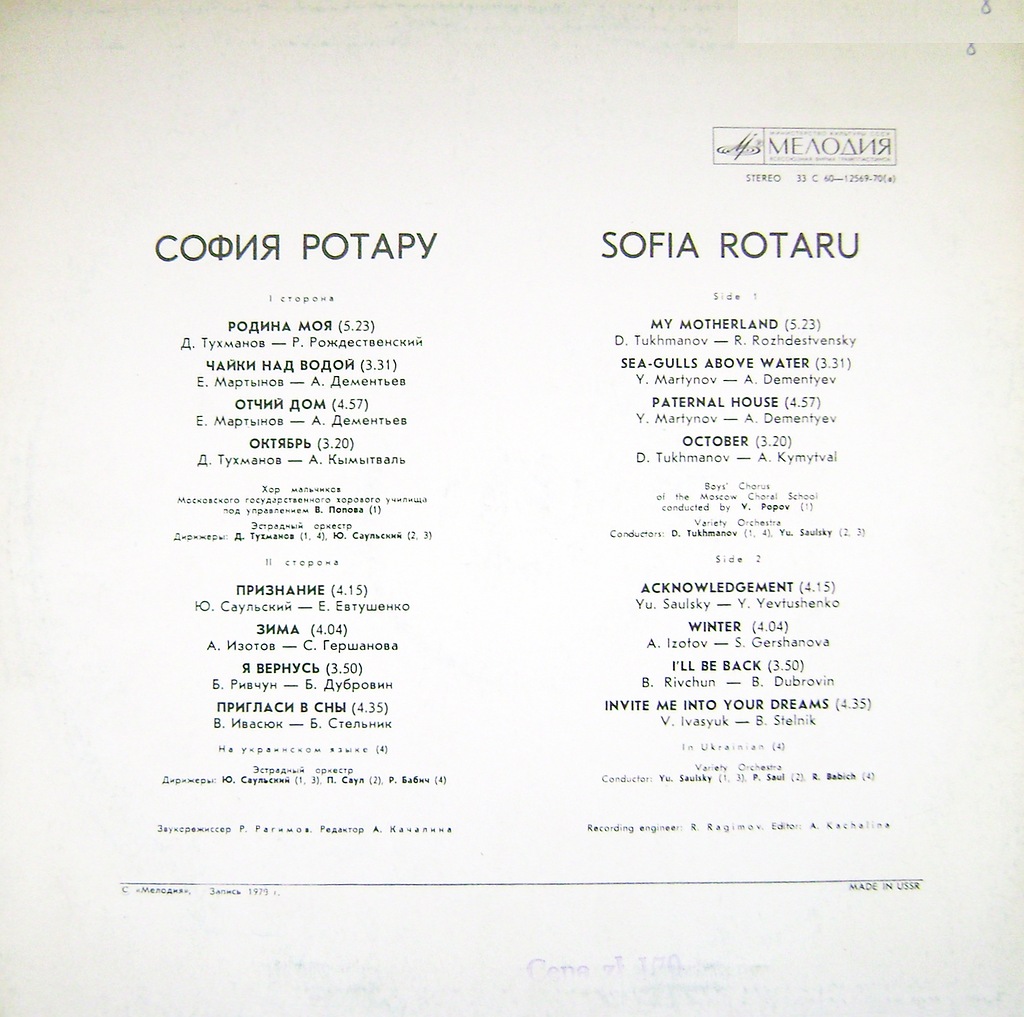 8
8
МИНИСТЕРСТВО КУЛЬТУРЫ СССР
МЕЛОДИЯ
ВСЕСОЮЗНАЯ ФИРМА ГРАМПЛАСТИНОК
STEREO 33 С 60—12569-70(а)
СОФИЯ РОТАРУ
I сторона
РОДИНА МОЯ (5.23)
Д. Тухманов — Р. Рождественский
ЧАЙКИ НАД ВОДОЙ (3.31)
Е. Мартынов — А. Дементьев
ОТЧИЙ ДОМ (4.57)
Е. Мартынов — А. Дементьев
ОКТЯБРЬ (3.20)
Д. Тухманов — А. Кымытваль
Хор мальчиков
Московского государственного хорового училища
под управлением В. Попова (1)
Эстрадный оркестр
Дирижеры: Д. Тухманов (1, 4), Ю. Саульский (2, 3)
II сторона
ПРИЗНАНИЕ (4.15)
Ю. Саульский — Е. Евтушенко
ЗИМА (4.04)
А. Изотов — С. Гершанова
Я ВЕРНУСЬ (3.50)
Б. Ривчун — Б. Дубровин
ПРИГЛАСИ В СНЫ (4.35)
В. Ивасюк — Б. Стельник
На украинском языке (4)
Эстрадный оркестр
Дирижеры: Ю. Саульский (1, 3), П. Саул (2), Р. Бабич (4)
Звукорежиссер Р. Рагимов. Редактор А. Качалина
SOFIA ROTARU
Side 1
MY MOTHERLAND (5.23)
D. Tukhmanov — R. Rozhdestvensky
SEA-GULLS ABOVE WATER (3.31)
Y. Martynov — A. Dementyev
PATERNAL HOUSE (4.57)
Y. Martynov — A. Dementyev
OCTOBER (3.20)
D. Tukhmanov — A. Kymytval
Boys' Chorus
of the Moscow Choral School
conducted by V. Popov (1)
Variety Orchestra
Conductors: D. Tukhmanov (1, 4), Yu. Saulsky (2, 3)
Side 2
ACKNOWLEDGEMENT (4.15)
Yu. Saulsky — Y. Yevtushenko
WINTER (4.04)
A. Izotov — S. Gershanova
I'LL BE BACK (3.50)
B. Rivchun — B. Dubrovin
INVITE ME INTO YOUR DREAMS (4.35)
V. Ivasyuk — B. Stelnik
In Ukrainian (4)
Variety Orchestra
Conductor: Yu. Saulsky (1, 3), P. Saul (2), R. Babich (4)
Recording engineer: R. Ragimov. Editor: A. Kachalina
С «Мелодия», Запись 1979 г.
MADE IN USSR
Cena zł